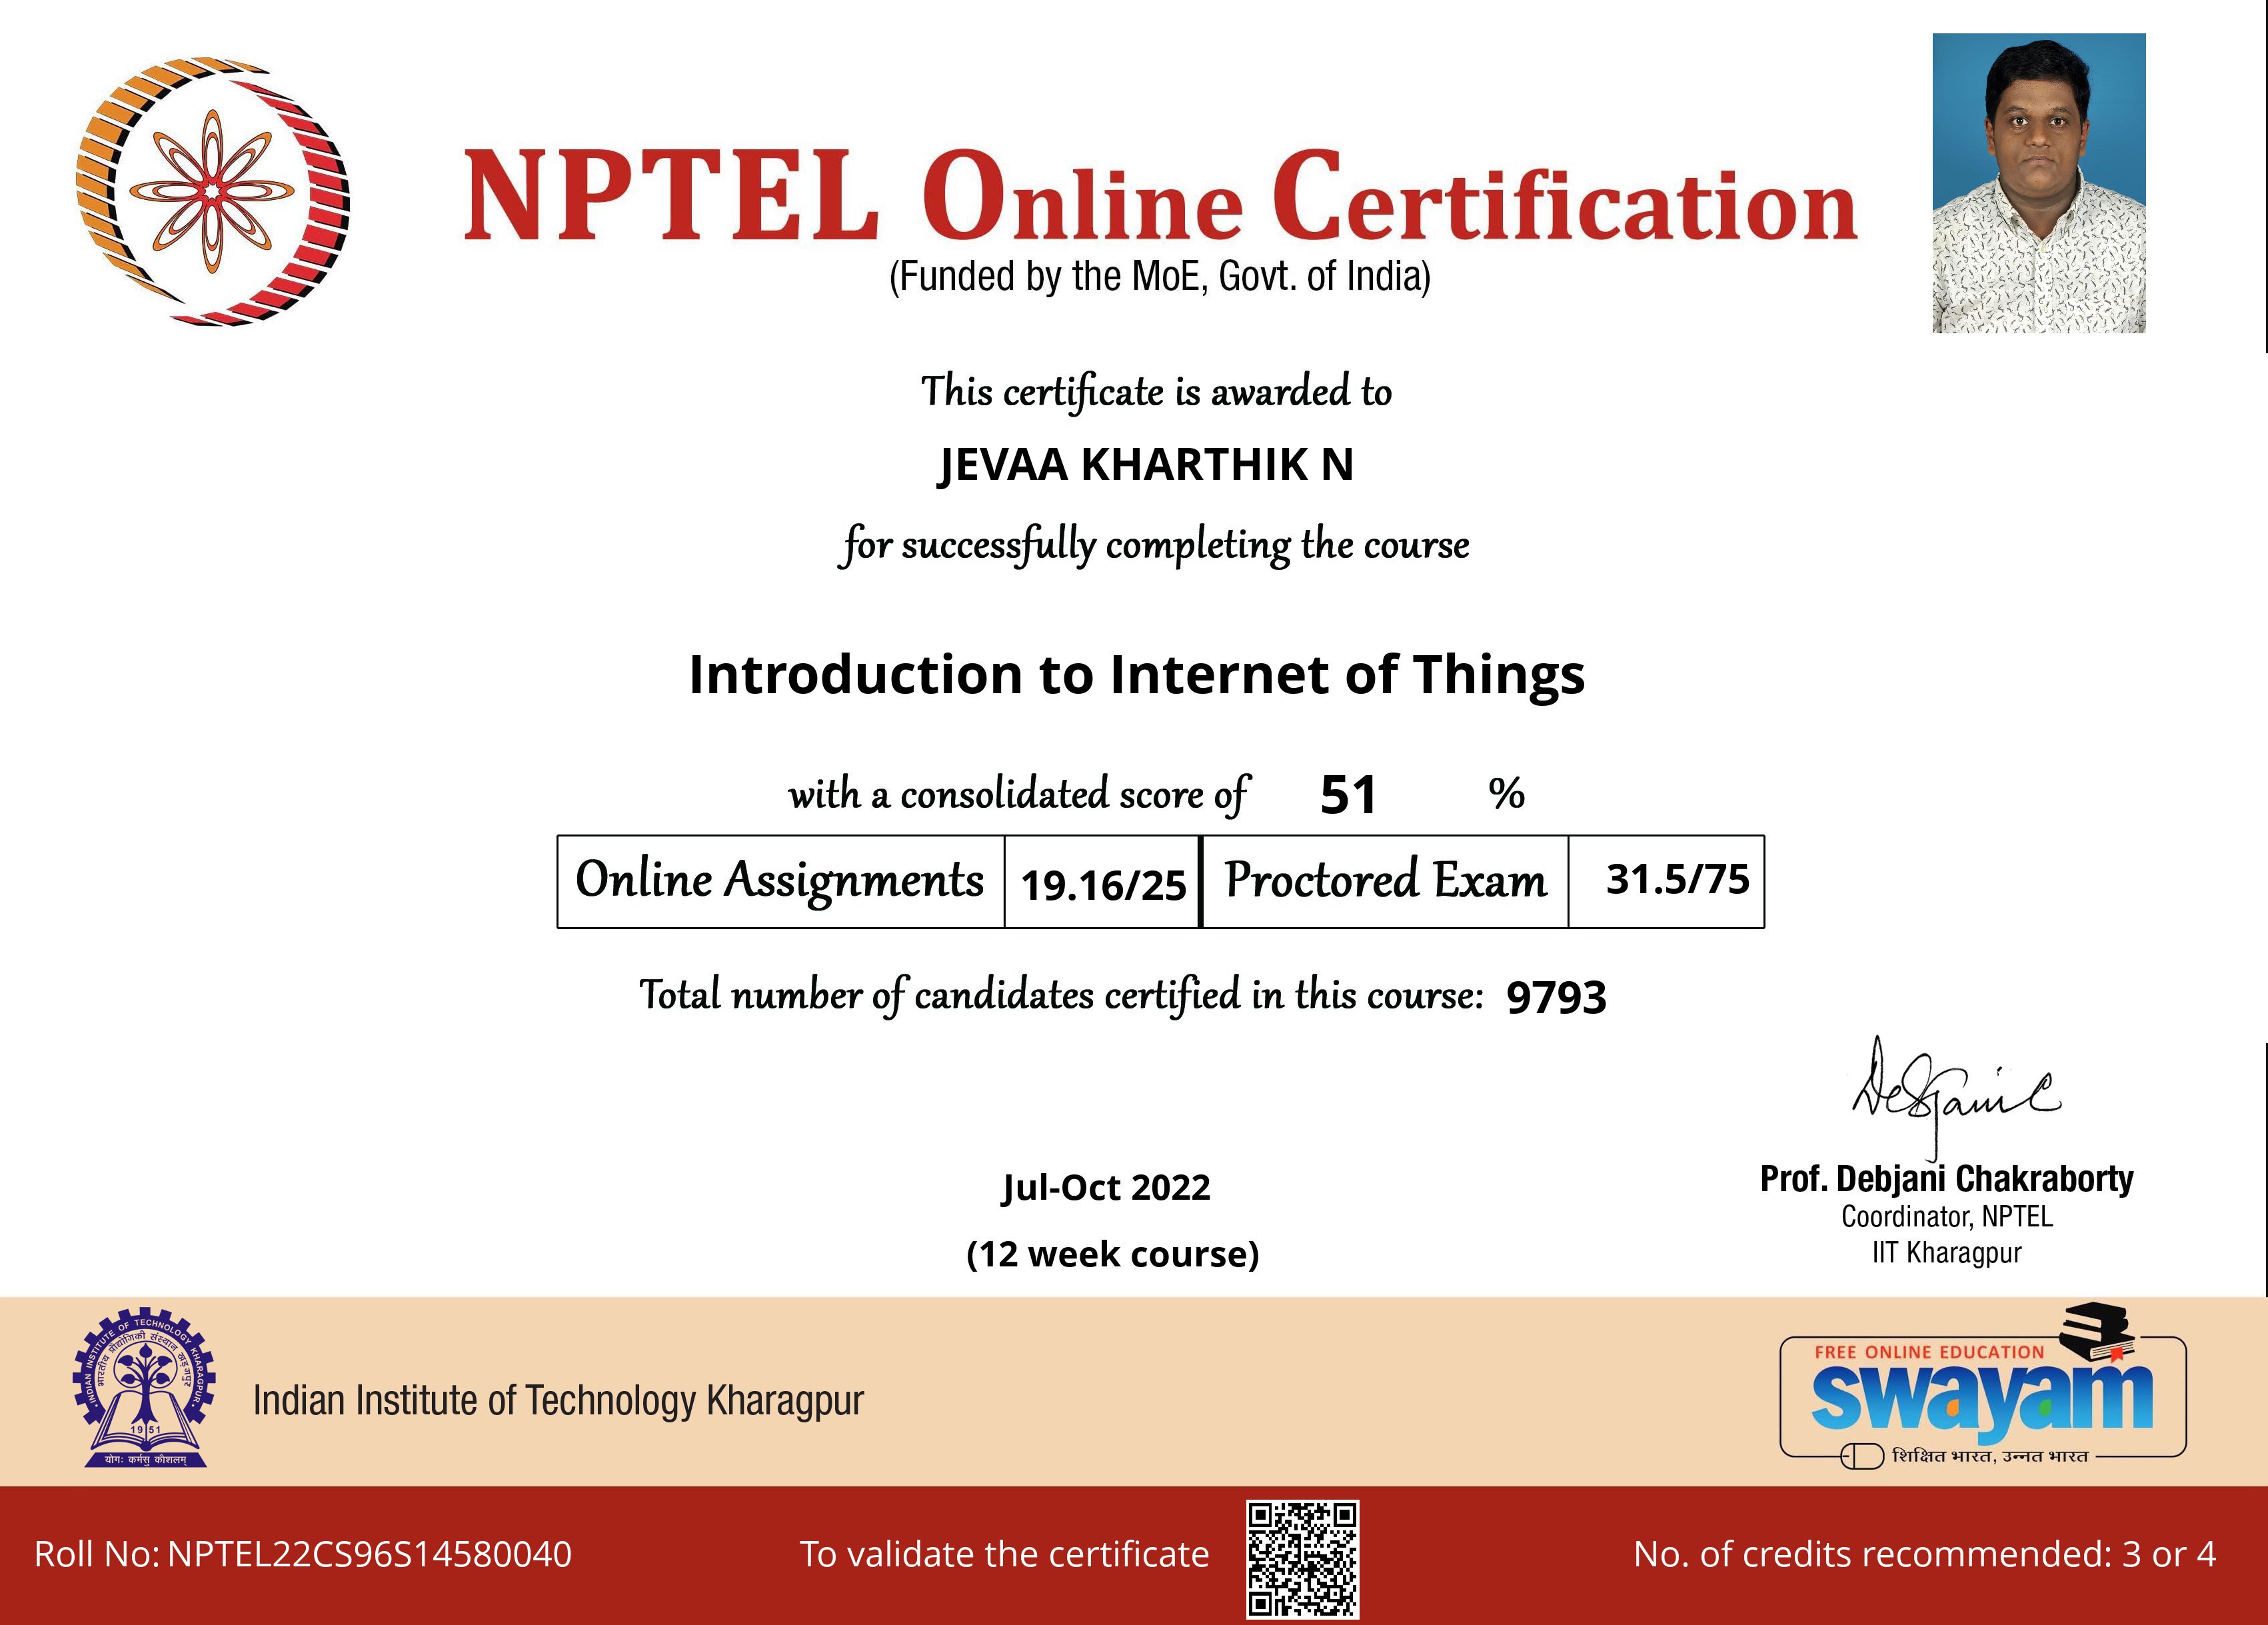 NPTEL Online Certification
(Funded by the MoE, Govt. of India)
This certificate is awarded to
JEVAA KHARTHIK N
for successfully completing the course
Introduction to Internet of Things
with a consolidated score of 51 %
Online Assignments 19.16/25 Proctored Exam 31.5/75
Total number of candidates certified in this course: 9793
Debjani C
Prof. Debjani Chakraborty
Coordinator, NPTEL
IIT Kharagpur
Jul-Oct 2022
(12 week course)
INDIAN INSTITUTE OF TECHNOLOGY KHARAGPUR
भारतीय प्रौद्योगिकी संस्थान खड़गपुर
1951
योगः कर्मसु कौशलम्
Indian Institute of Technology Kharagpur
FREE ONLINE EDUCATION
swayam
शिक्षित भारत, उन्नत भारत
Roll No: NPTEL22CS96S14580040
To validate the certificate
No. of credits recommended: 3 or 4